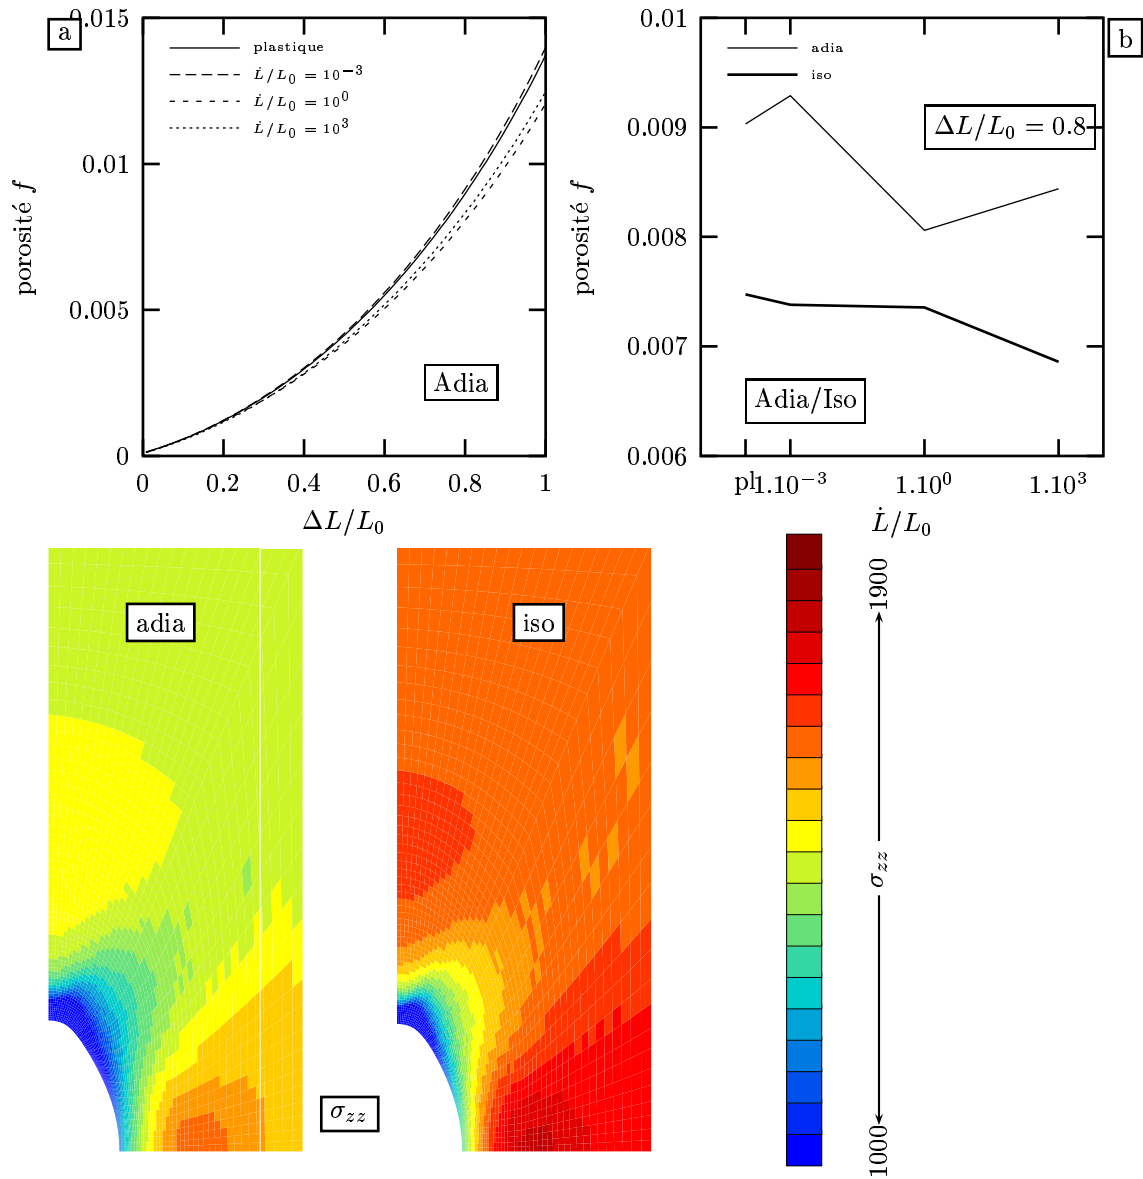 a
0.015
0.01
0.005
0
porosité f
plastique
L̇/L₀ = 10⁻³
L̇/L₀ = 10⁰
L̇/L₀ = 10³
Adia
0 0.2 0.4 0.6 0.8 1
ΔL/L₀
b
0.01
0.009
0.008
0.007
0.006
porosité f
adia
iso
ΔL/L₀ = 0.8
Adia/Iso
pl 1.10⁻³ 1.10⁰ 1.10³
L̇/L₀
adia
iso
σzz
1900
σzz
1000